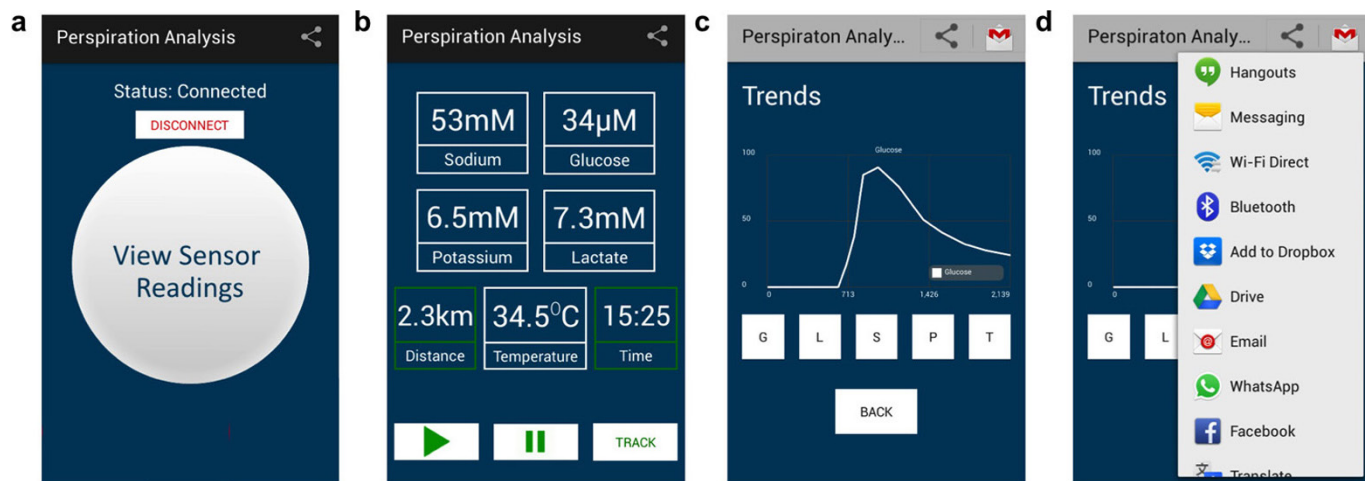 a
Perspiration Analysis
Status: Connected
DISCONNECT
View Sensor
Readings
b
Perspiration Analysis
53mM
Sodium
34µM
Glucose
6.5mM
Potassium
7.3mM
Lactate
2.3km
Distance
34.5⁰C
Temperature
15:25
Time
TRACK
c
Perspiraton Analy...
Trends
Glucose
100
50
0
Glucose
0 713 1,426 2,139
G L S P T
BACK
d
Perspiraton Analy...
Trends
100
50
0
0
G L
Hangouts
Messaging
Wi-Fi Direct
Bluetooth
Add to Dropbox
Drive
Email
WhatsApp
Facebook
Translate